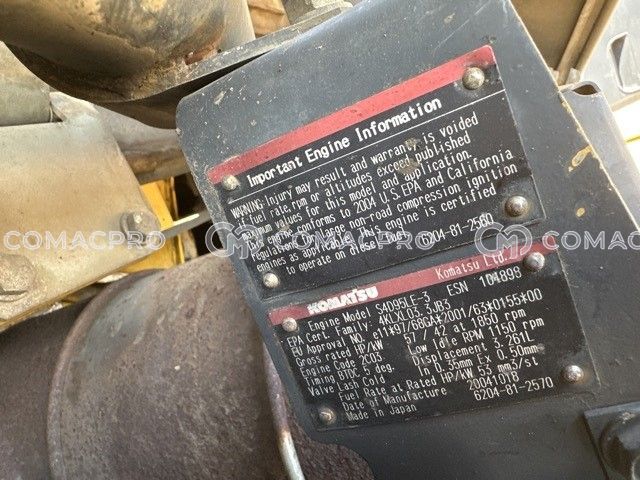 Important Engine Information
WARNING-Injury may result and warranty is voided
if fuel rate,rpm or altitudes exceed published
maximum values for this model and application.
This engine conforms to 2004 U.S.EPA and California
regulations large non-road compression ignition
engines as applicable. This engine is certified
to operate on diesel fuel. 6204-81-2560
COMACPRO COMACPRO COMACPRO
KOMATSU Komatsu Ltd.
Engine Model S4D95LE-3 ESN 104898
EPA Cert. Family: 4KLXL03.3JB3
EU Approval NO. e11*97/68GA*2001/63*0155*00
Gross rated HP/kW 57 / 42 at 1850 rpm
Engine Code 2C03 Low Idle RPM 1150 rpm
Timing BTDC 5 deg. Displacement 3.261L
Valve Lash Cold In 0.35mm Ex 0.50mm
Fuel Rate at Rated HP/kW 53 mm3/st
Date of Manufacture 20041018
Made in Japan 6204-81-2570